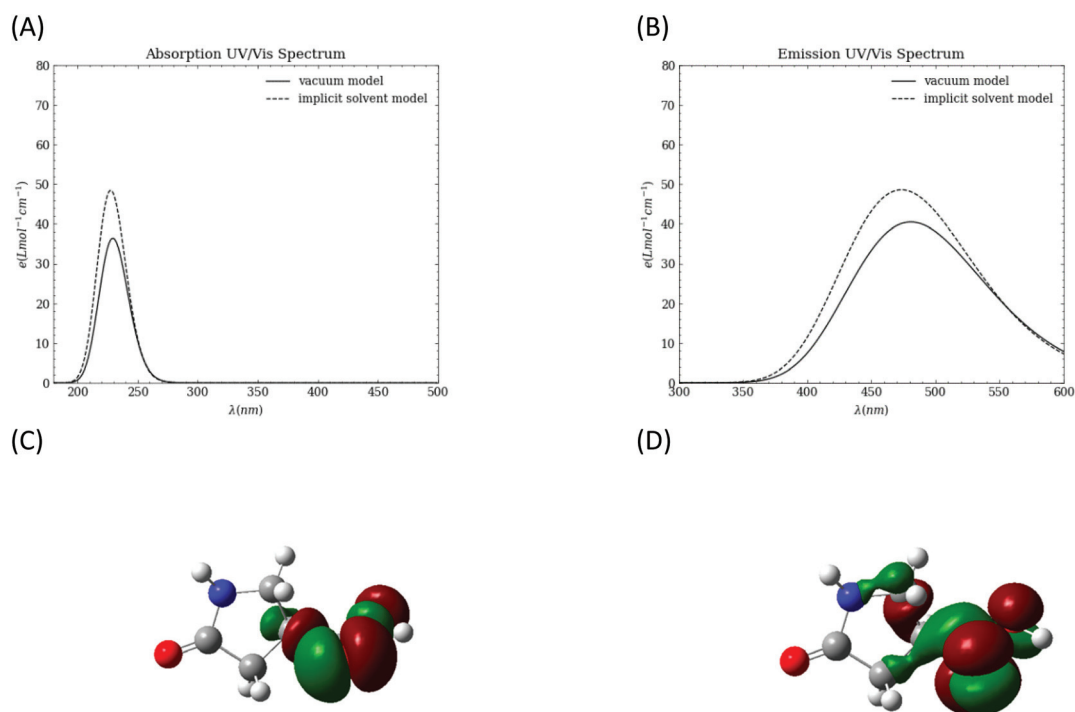 (A)
Absorption UV/Vis Spectrum
80
70
60
50
40
30
20
10
0
e(Lmol⁻¹cm⁻¹)
vacuum model
implicit solvent model
200 250 300 350 400 450 500
λ(nm)
(B)
Emission UV/Vis Spectrum
80
70
60
50
40
30
20
10
0
e(Lmol⁻¹cm⁻¹)
vacuum model
implicit solvent model
300 350 400 450 500 550 600
λ(nm)
(C)
(D)